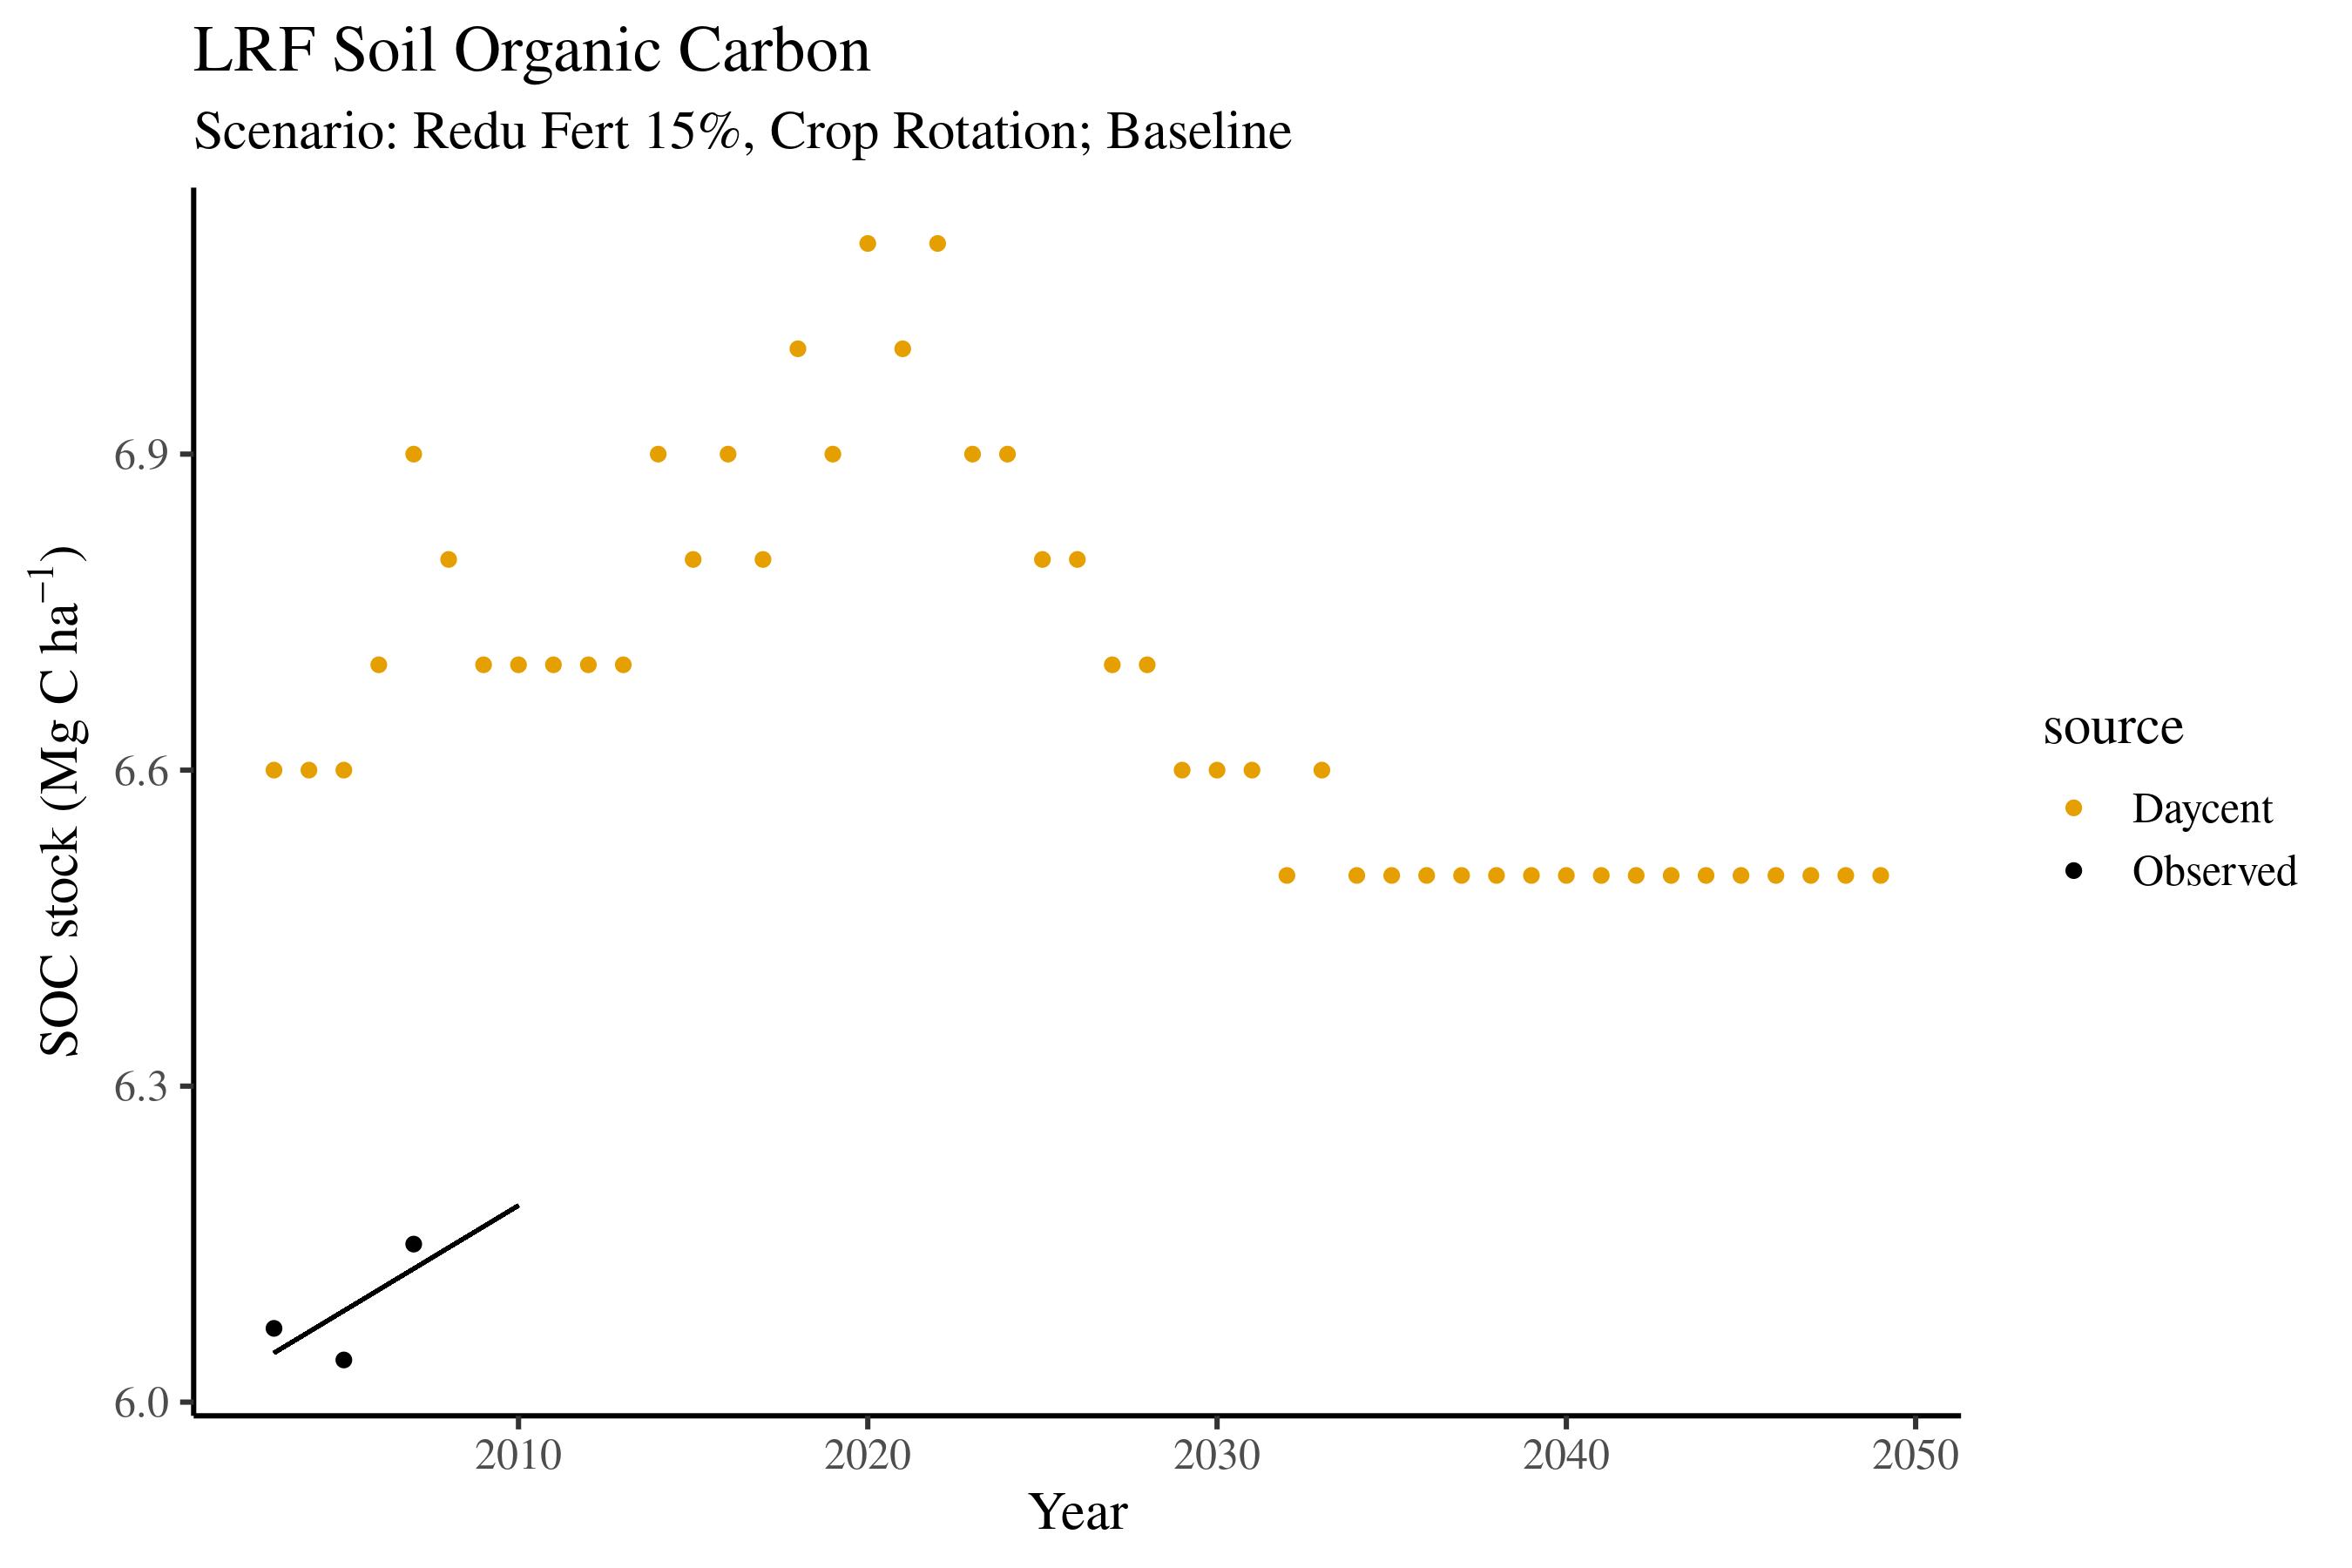 LRF Soil Organic Carbon
Scenario: Redu Fert 15%, Crop Rotation; Baseline
SOC stock (Mg C ha⁻¹)
6.9
6.6
6.3
6.0
2010 2020 2030 2040 2050
Year
source
Daycent
Observed